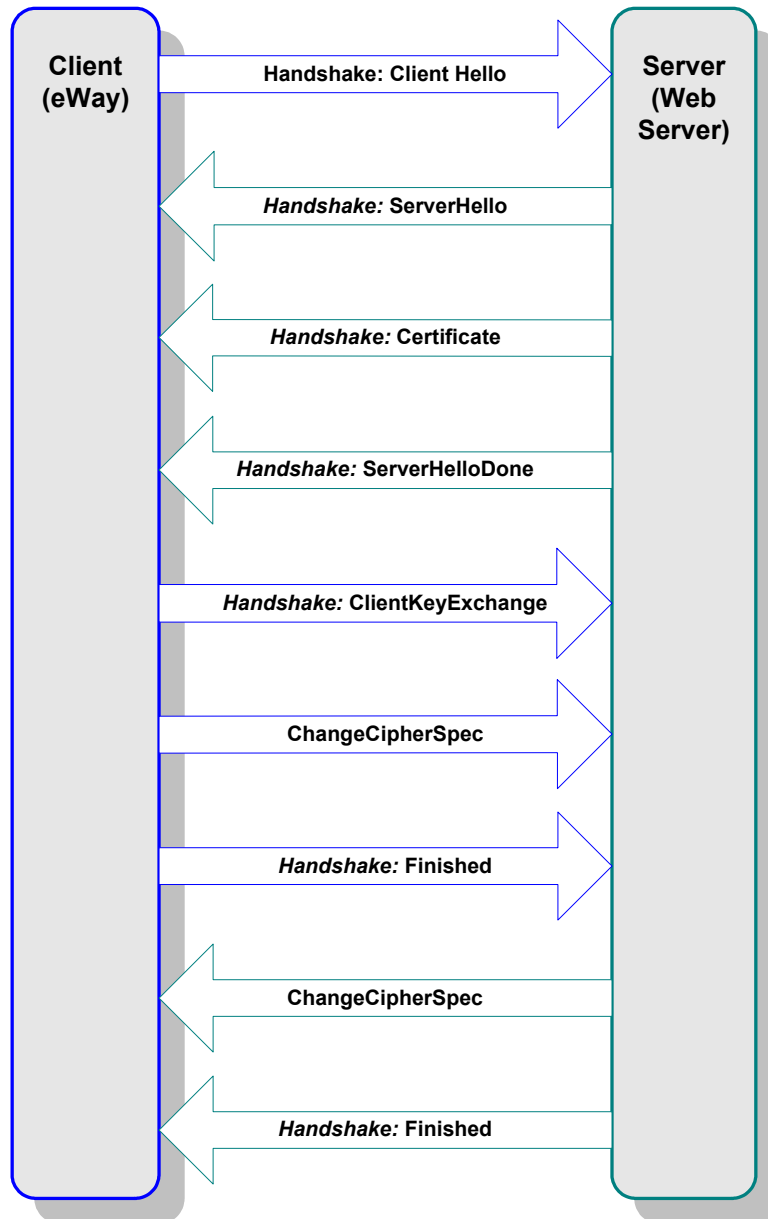 Client
(eWay)
Handshake: Client Hello
Server
(Web
Server)
Handshake: ServerHello
Handshake: Certificate
Handshake: ServerHelloDone
Handshake: ClientKeyExchange
ChangeCipherSpec
Handshake: Finished
ChangeCipherSpec
Handshake: Finished